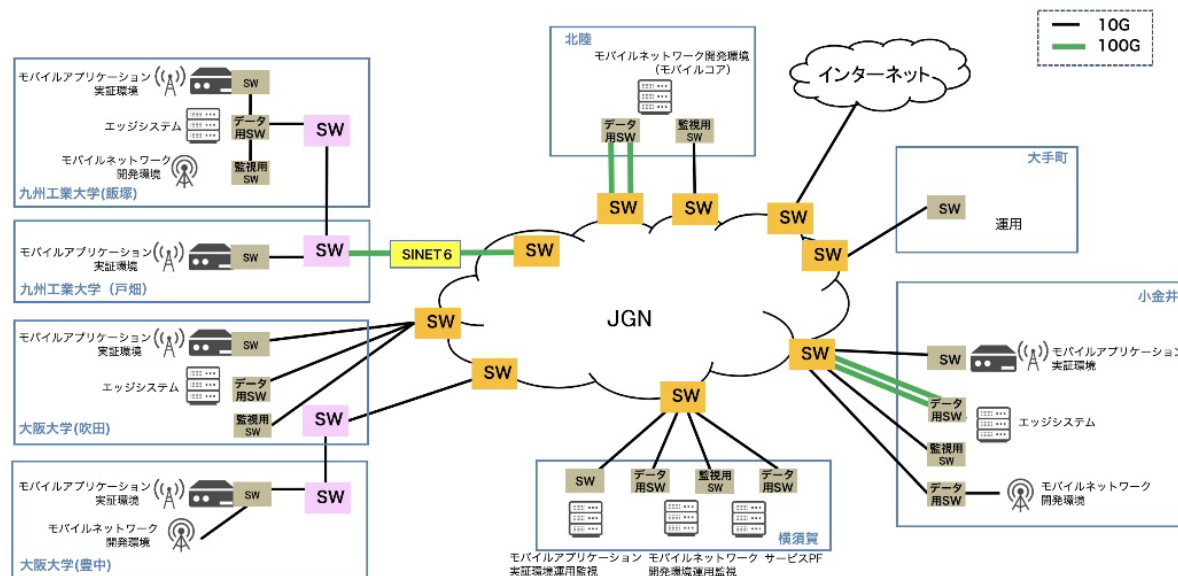 10G
100G
北陸
モバイルネットワーク開発環境
（モバイルコア）
データ
用SW
監視用
SW
インターネット
モバイルアプリケーション
実証環境
SW
エッジシステム
データ
用SW
SW
モバイルネットワーク
開発環境
監視用
SW
九州工業大学(飯塚)
モバイルアプリケーション
実証環境
SW
SW
九州工業大学（戸畑）
SINET6
SW
SW
SW
SW
SW
大手町
SW
運用
JGN
モバイルアプリケーション
実証環境
SW
エッジシステム
データ
用SW
監視用
SW
大阪大学(吹田)
SW
SW
SW
モバイルアプリケーション
実証環境
SW
SW
モバイルネットワーク
開発環境
大阪大学(豊中)
SW
SW
データ
用SW
監視用
SW
データ
用SW
横須賀
モバイルアプリケーション
実証環境運用監視
モバイルネットワーク
開発環境運用監視
サービスPF
小金井
SW
SW
モバイルアプリケーション
実証環境
データ
用SW
エッジシステム
監視用
SW
データ
用SW
モバイルネットワーク
開発環境